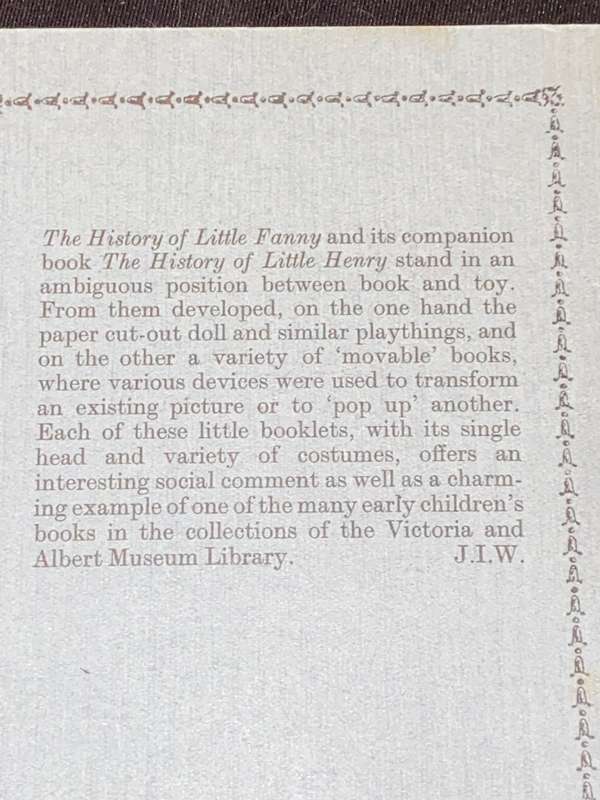 The History of Little Fanny and its companion
book The History of Little Henry stand in an
ambiguous position between book and toy.
From them developed, on the one hand the
paper cut-out doll and similar playthings, and
on the other a variety of ‘movable’ books,
where various devices were used to transform
an existing picture or to ‘pop up’ another.
Each of these little booklets, with its single
head and variety of costumes, offers an
interesting social comment as well as a charm-
ing example of one of the many early children’s
books in the collections of the Victoria and
Albert Museum Library. J.I.W.